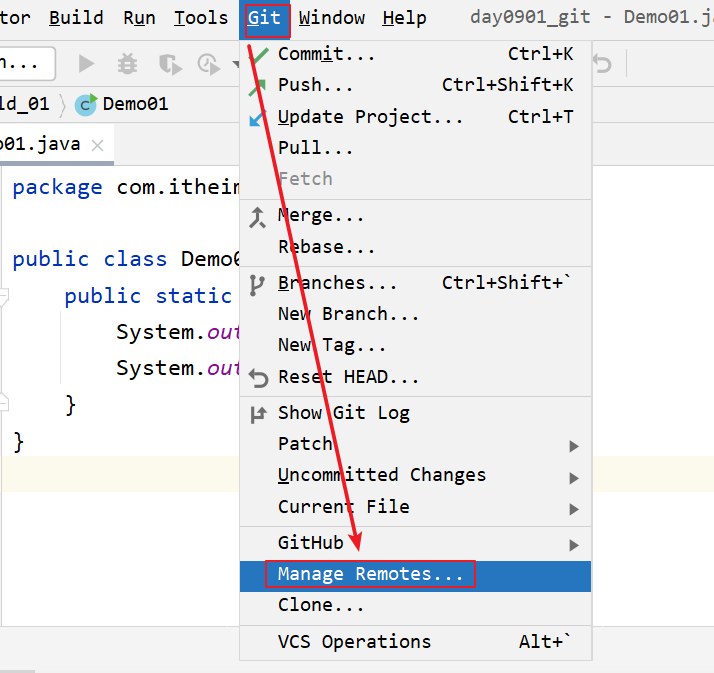 tor Build Run Tools Git Window Help day0901_git - Demo01.ja
n...
ld_01 Demo01
o01.java
package com.itheim
public class Demo0
public static
System.out
System.out
}
}
Commit... Ctrl+K
Push... Ctrl+Shift+K
Update Project... Ctrl+T
Pull...
Fetch
Merge...
Rebase...
Branches... Ctrl+Shift+`
New Branch...
New Tag...
Reset HEAD...
Show Git Log
Patch
Uncommitted Changes
Current File
GitHub
Manage Remotes...
Clone...
VCS Operations Alt+`